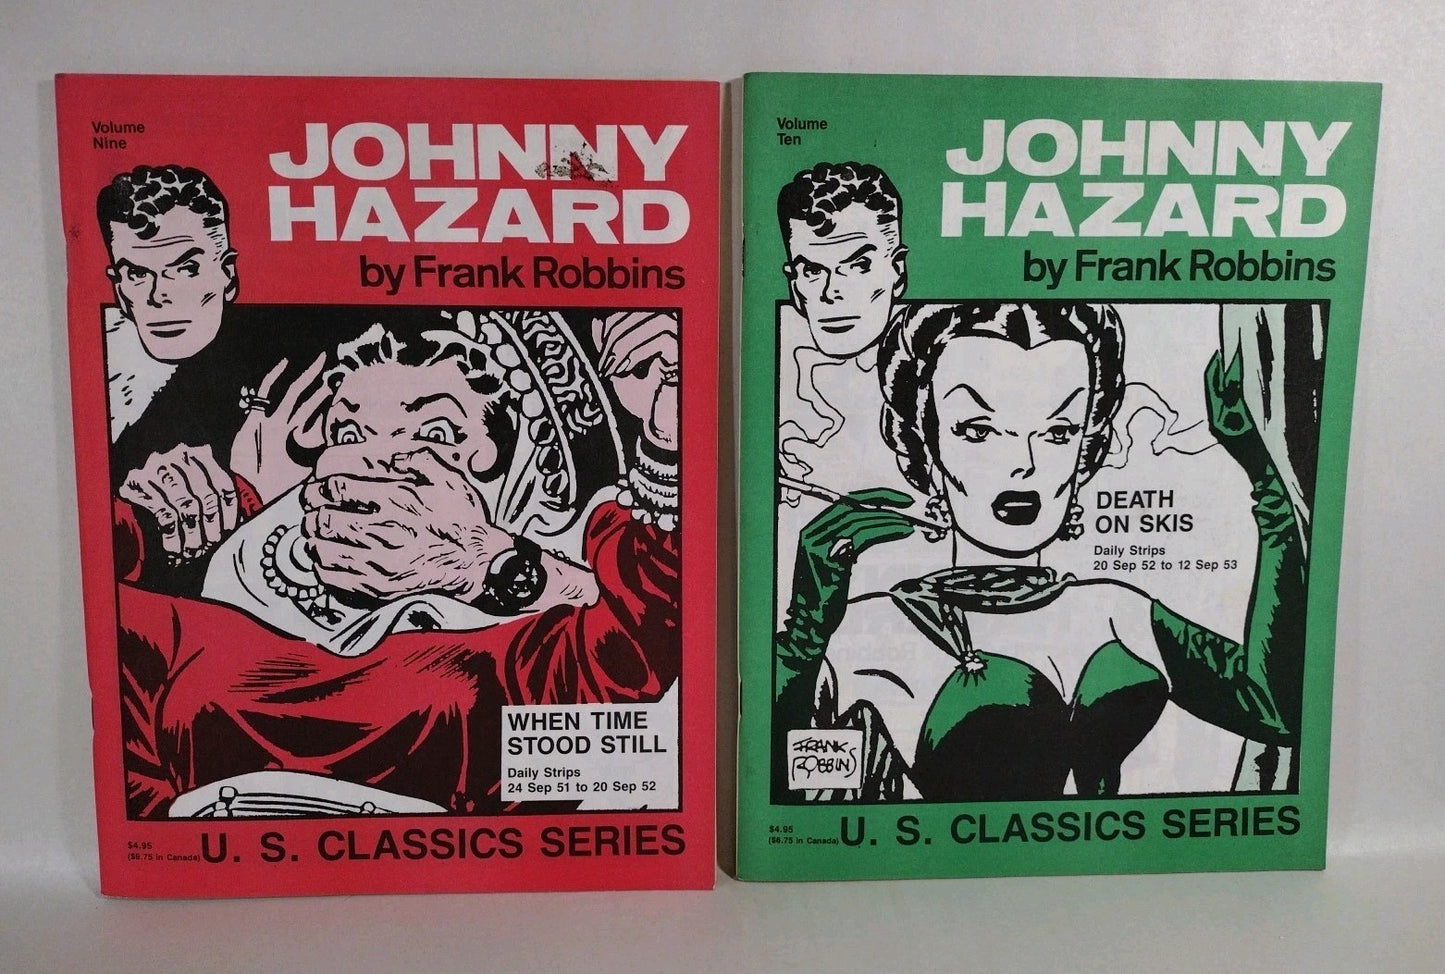 Volume
Nine
JOHNNY
HAZARD
by Frank Robbins
WHEN TIME
STOOD STILL
Daily Strips
24 Sep 51 to 20 Sep 52
$4.95
($6.75 in Canada)
U. S. CLASSICS SERIES
Volume
Ten
JOHNNY
HAZARD
by Frank Robbins
DEATH
ON SKIS
Daily Strips
20 Sep 52 to 12 Sep 53
FRANK
ROBBINS
$4.95
($6.75 in Canada)
U. S. CLASSICS SERIES